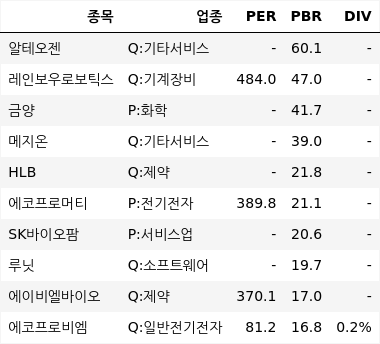 종목 업종 PER PBR DIV
알테오젠 Q:기타서비스 - 60.1 -
레인보우로보틱스 Q:기계장비 484.0 47.0 -
금양 P:화학 - 41.7 -
메지온 Q:기타서비스 - 39.0 -
HLB Q:제약 - 21.8 -
에코프로머티 P:전기전자 389.8 21.1 -
SK바이오팜 P:서비스업 - 20.6 -
루닛 Q:소프트웨어 - 19.7 -
에이비엘바이오 Q:제약 370.1 17.0 -
에코프로비엠 Q:일반전기전자 81.2 16.8 0.2%